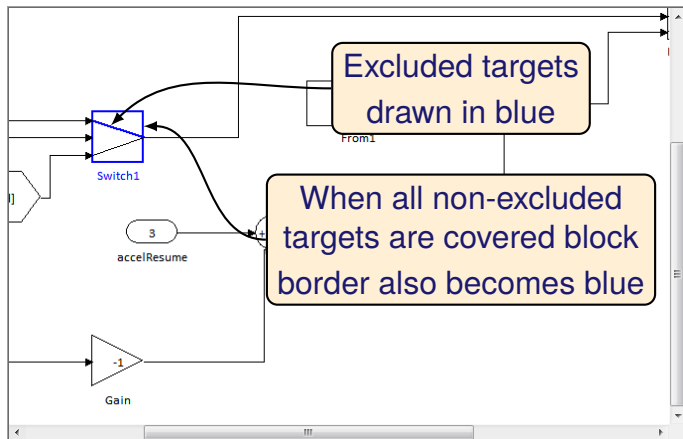 Excluded targets
drawn in blue
From1
Switch1
When all non-excluded
targets are covered block
border also becomes blue
3
accelResume
-1
Gain